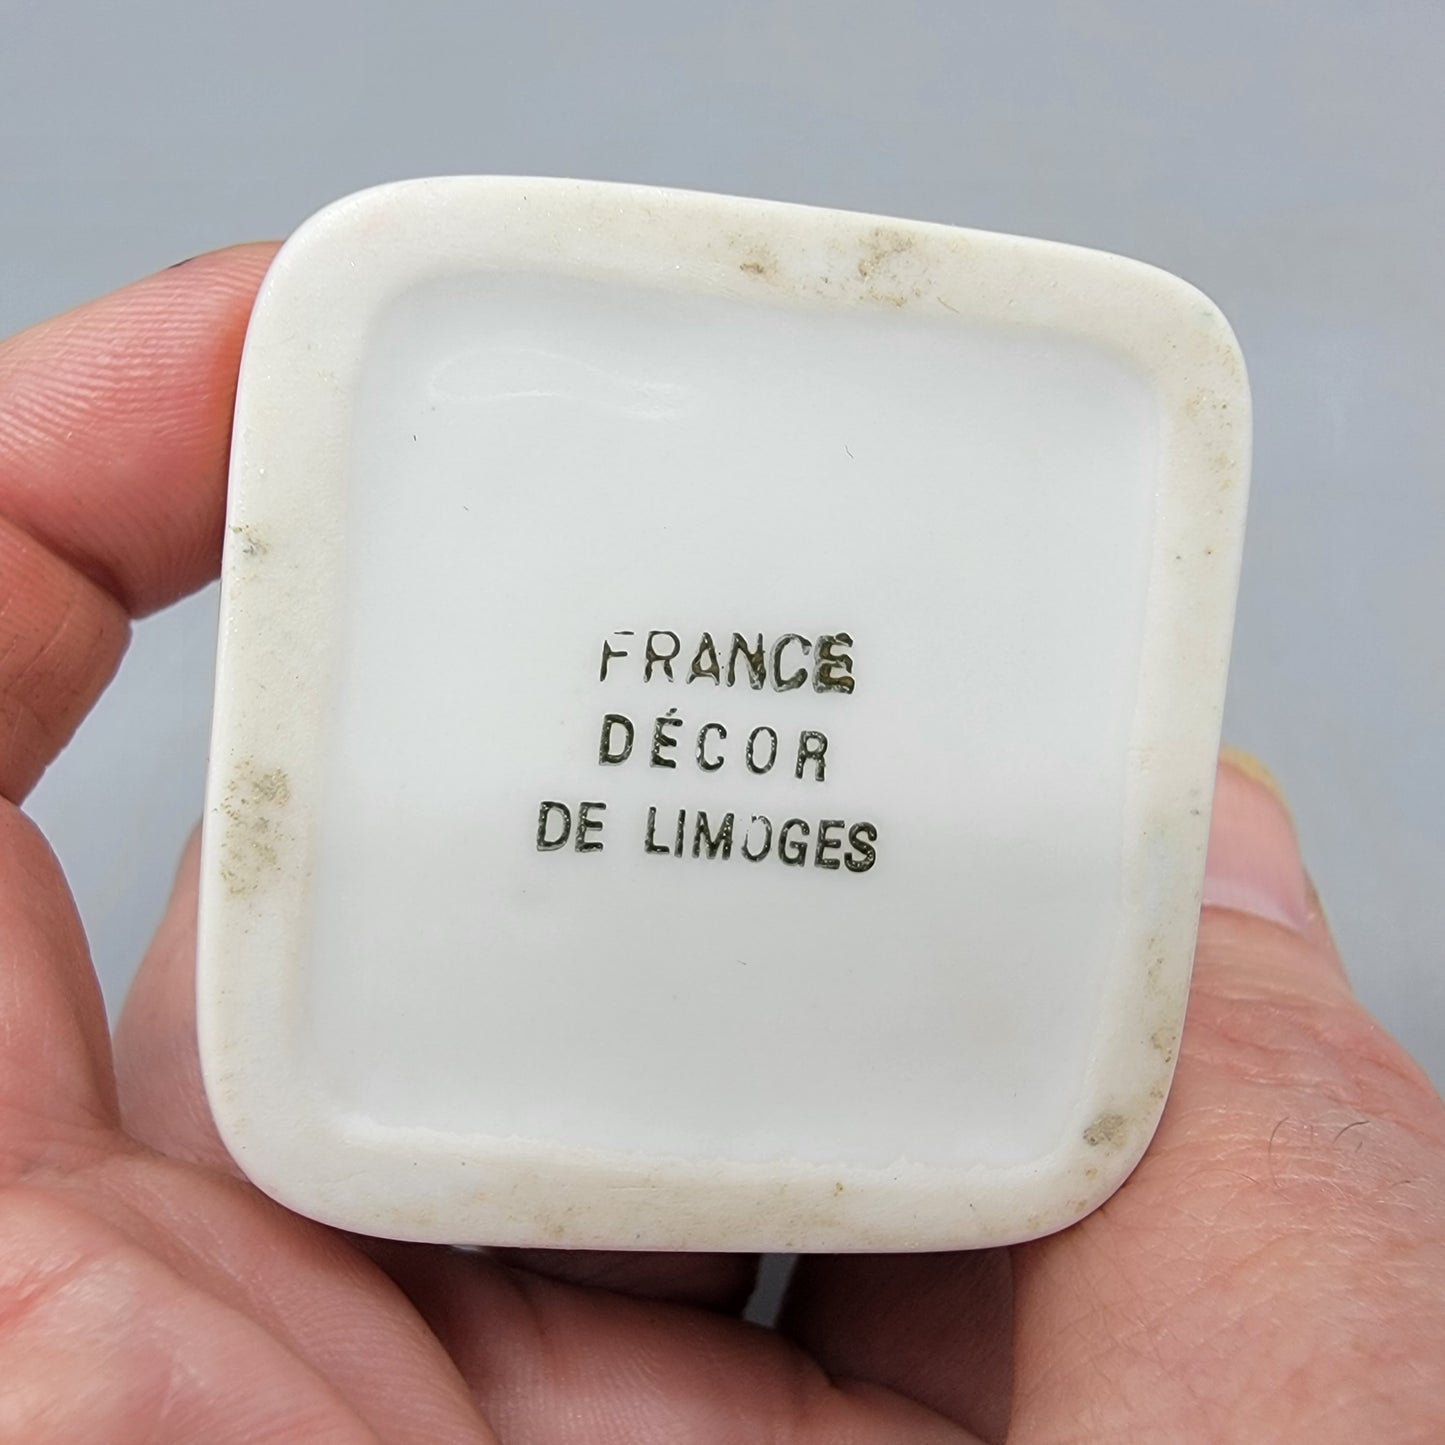 FRANCE
DÉCOR
DE LIMOGES